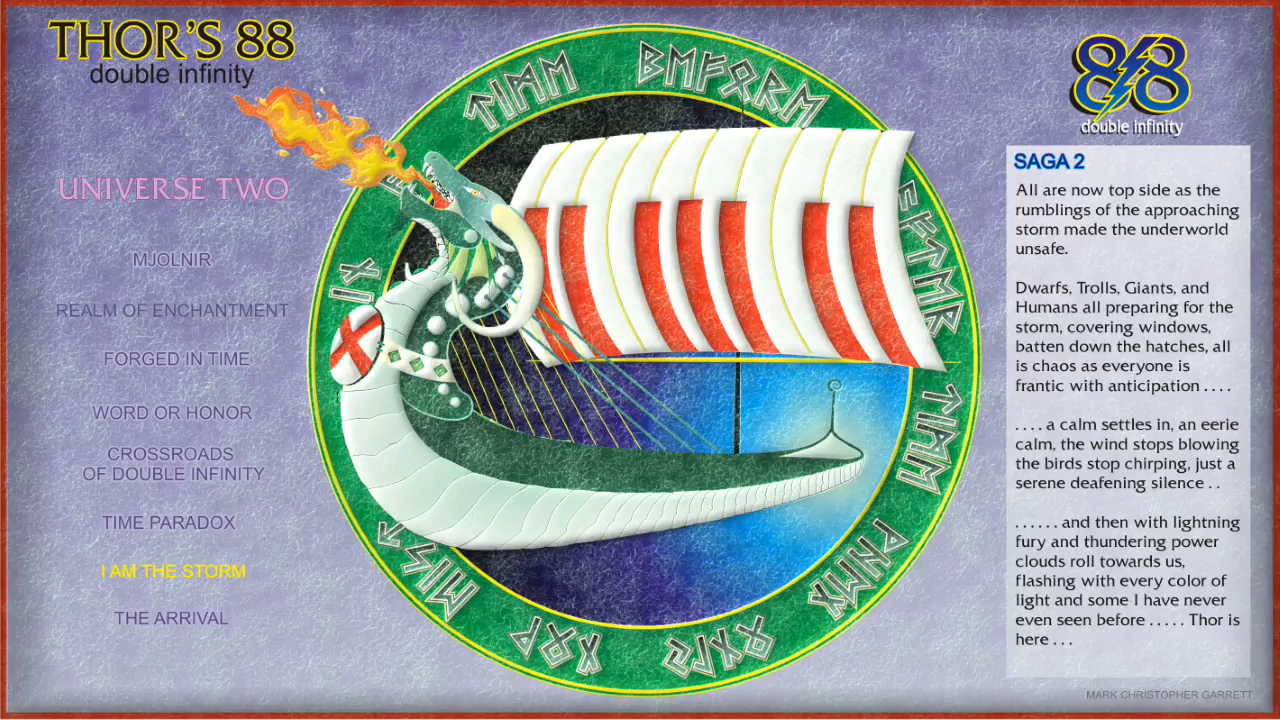 THOR'S 88
double infinity
UNIVERSE TWO
MJOLNIR
REALM OF ENCHANTMENT
FORGED IN TIME
WORD OR HONOR
CROSSROADS
OF DOUBLE INFINITY
TIME PARADOX
I AM THE STORM
THE ARRIVAL
88
double infinity
SAGA 2
All are now top side as the
rumblings of the approaching
storm made the underworld
unsafe.
Dwarfs, Trolls, Giants, and
Humans all preparing for the
storm, covering windows,
batten down the hatches, all
is chaos as everyone is
frantic with anticipation . . . .
. . . . a calm settles in, an eerie
calm, the wind stops blowing
the birds stop chirping, just a
serene deafening silence . .
. . . . . . and then with lightning
fury and thundering power
clouds roll towards us,
flashing with every color of
light and some I have never
even seen before . . . . . Thor is
here . . .
MARK CHRISTOPHER GARRETT